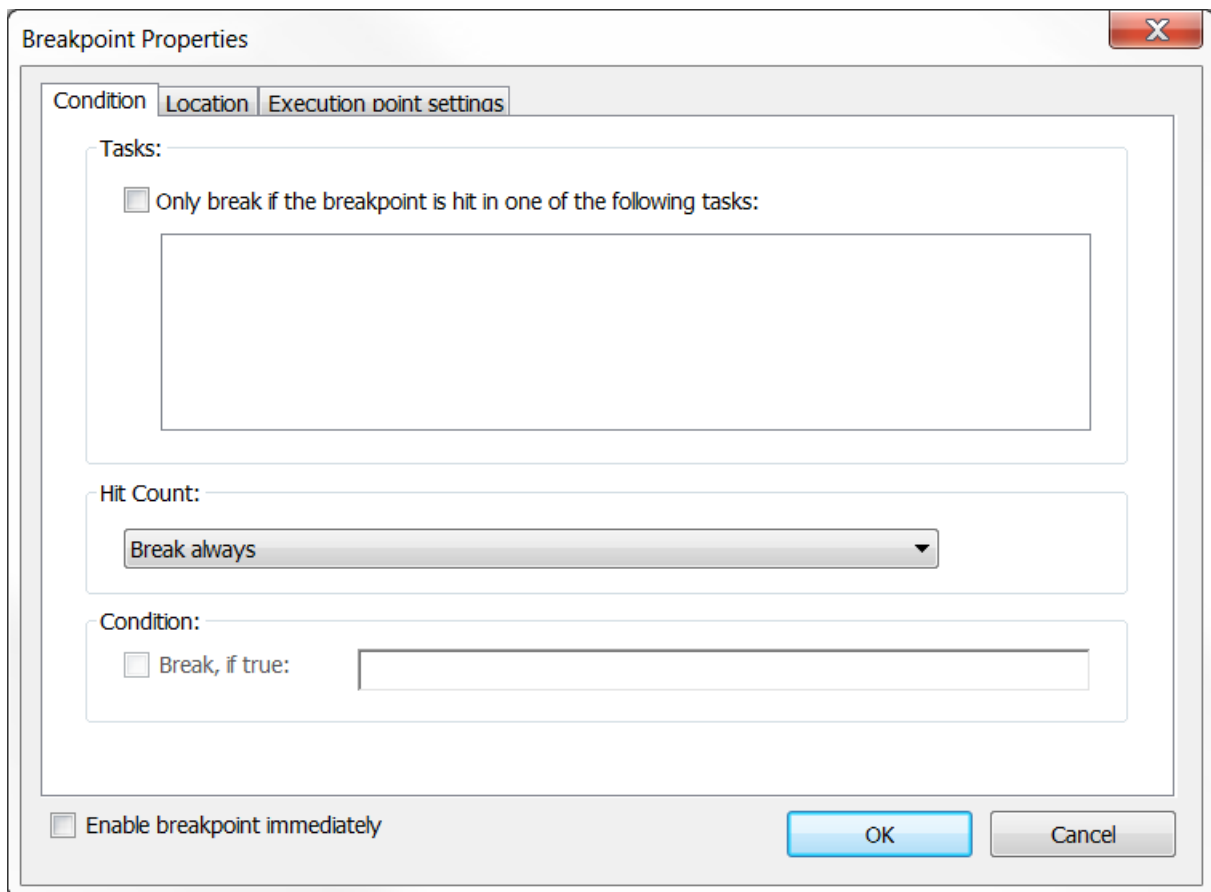 Breakpoint Properties
Condition Location Execution point settings
Tasks:
Only break if the breakpoint is hit in one of the following tasks:
Hit Count:
Break always
Condition:
Break, if true:
Enable breakpoint immediately OK Cancel